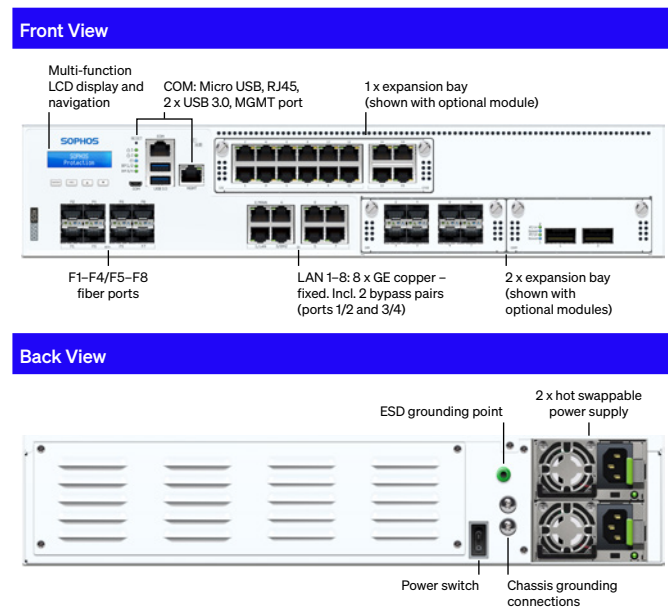 Front View
Multi-function
LCD display and
navigation
COM: Micro USB, RJ45,
2 x USB 3.0, MGMT port
1 x expansion bay
(shown with optional module)
SOPHOS
SOPHOS
Protection
F1–F4/F5–F8
fiber ports
LAN 1–8: 8 x GE copper –
fixed. Incl. 2 bypass pairs
(ports 1/2 and 3/4)
2 x expansion bay
(shown with
optional modules)
Back View
ESD grounding point
2 x hot swappable
power supply
Power switch
Chassis grounding
connections